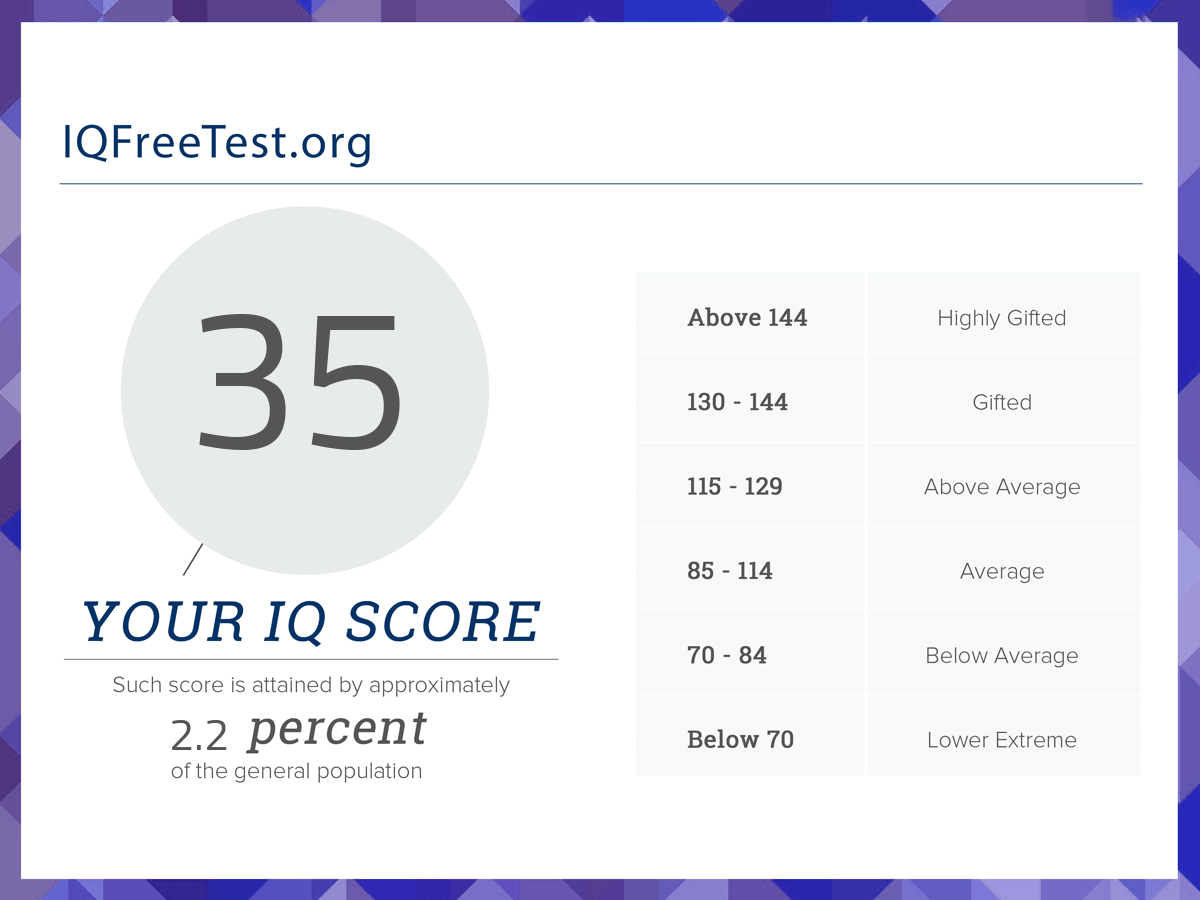 IQFreeTest.org
35
YOUR IQ SCORE
Such score is attained by approximately
2.2 percent
of the general population
Above 144 Highly Gifted
130 - 144 Gifted
115 - 129 Above Average
85 - 114 Average
70 - 84 Below Average
Below 70 Lower Extreme